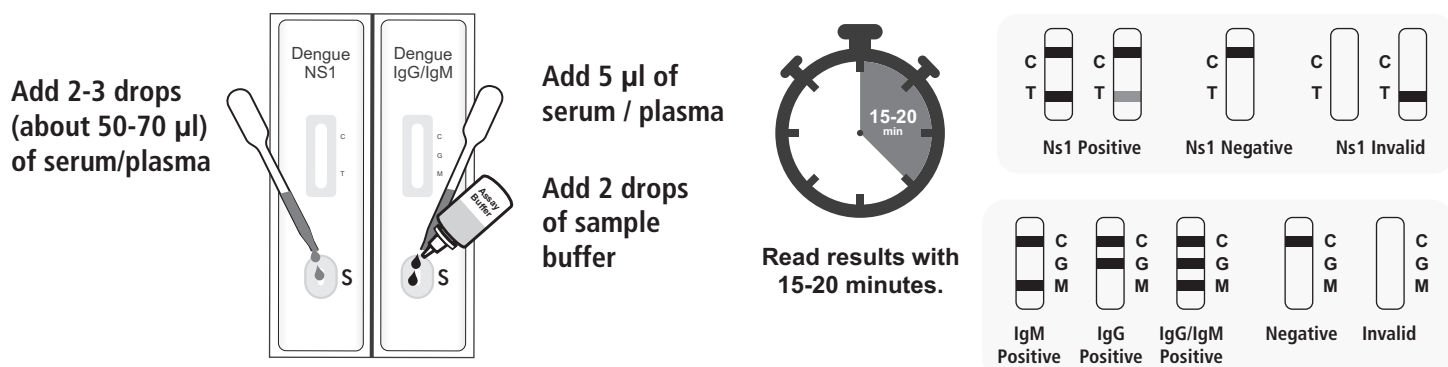 Add 2-3 drops
(about 50-70 µl)
of serum/plasma
Dengue
NS1
C
T
S
Dengue
IgG/IgM
C
G
M
Assay
Buffer
S
Add 5 µl of
serum / plasma
Add 2 drops
of sample
buffer
15-20
min
Read results with
15-20 minutes.
C
T
C
T
C
T
C
T
C
T
Ns1 Positive
Ns1 Negative
Ns1 Invalid
C
G
M
C
G
M
C
G
M
C
G
M
C
G
M
IgM
Positive
IgG
Positive
IgG/IgM
Positive
Negative
Invalid